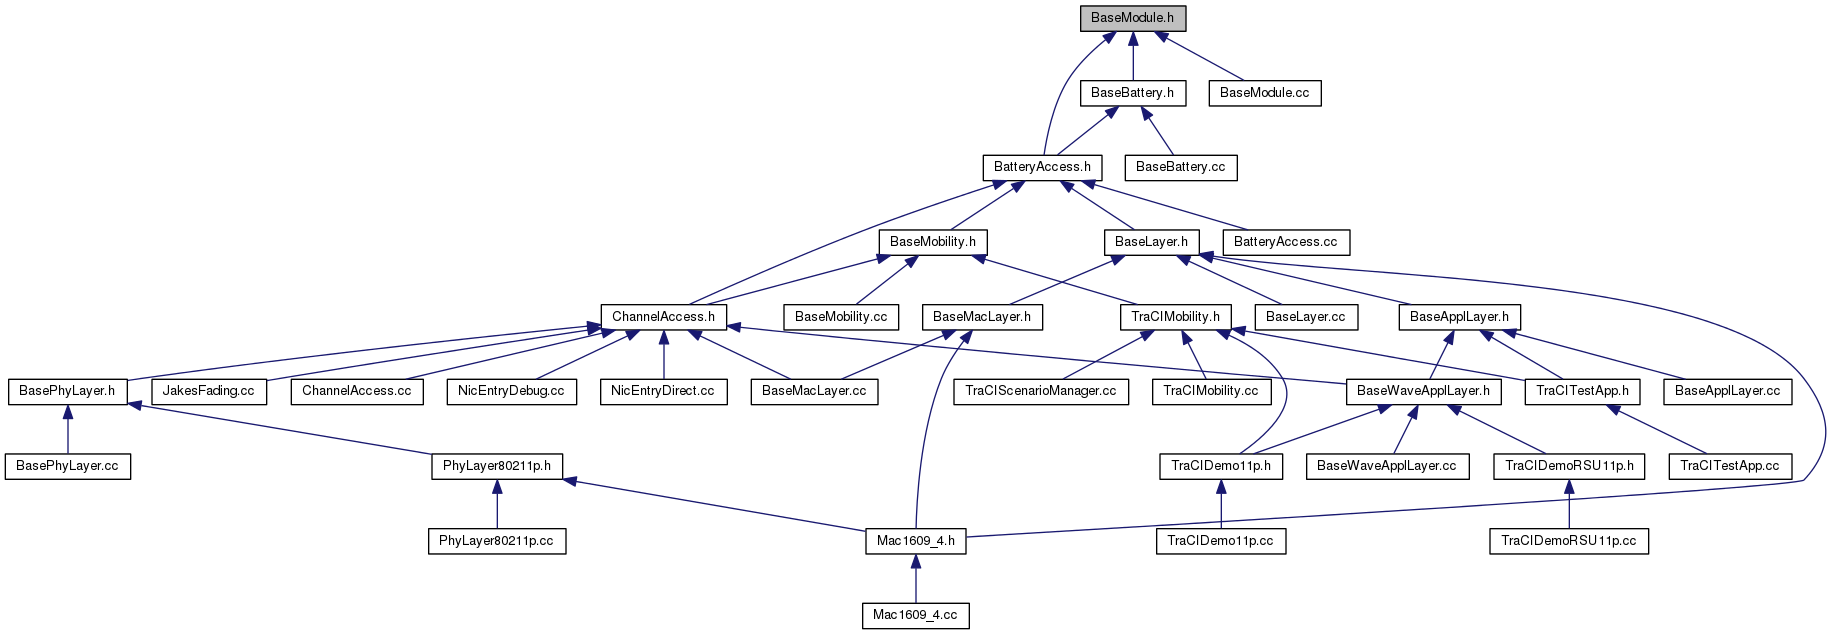 BaseModule.h
BaseBattery.h
BaseModule.cc
BatteryAccess.h
BaseBattery.cc
BaseMobility.h
BaseLayer.h
BatteryAccess.cc
ChannelAccess.h
BaseMobility.cc
BaseMacLayer.h
TraCIMobility.h
BaseLayer.cc
BaseApplLayer.h
BasePhyLayer.h
JakesFading.cc
ChannelAccess.cc
NicEntryDebug.cc
NicEntryDirect.cc
BaseMacLayer.cc
TraCIScenarioManager.cc
TraCIMobility.cc
BaseWaveApplLayer.h
TraCITestApp.h
BaseApplLayer.cc
BasePhyLayer.cc
PhyLayer80211p.h
TraCIDemo11p.h
BaseWaveApplLayer.cc
TraCIDemoRSU11p.h
TraCITestApp.cc
PhyLayer80211p.cc
Mac1609_4.h
TraCIDemo11p.cc
TraCIDemoRSU11p.cc
Mac1609_4.cc